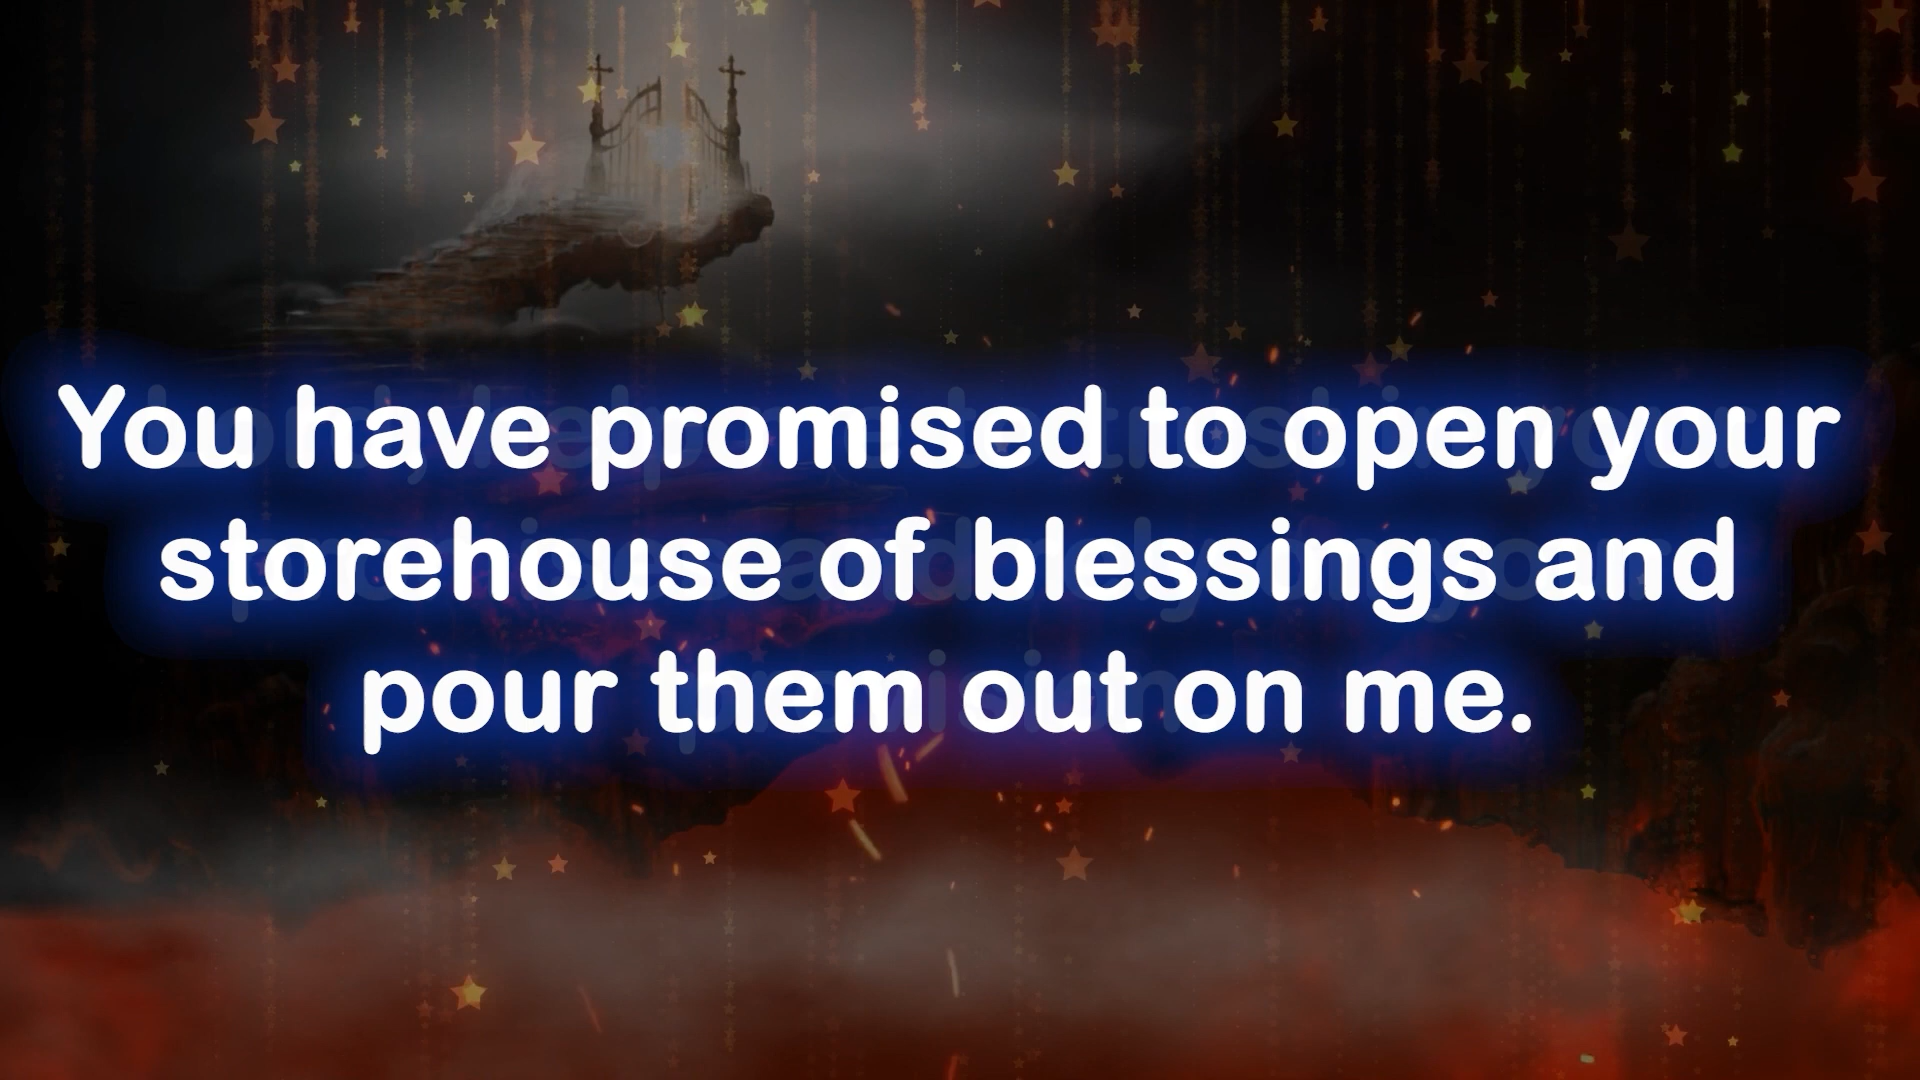 You have promised to open your
storehouse of blessings and
pour them out on me.